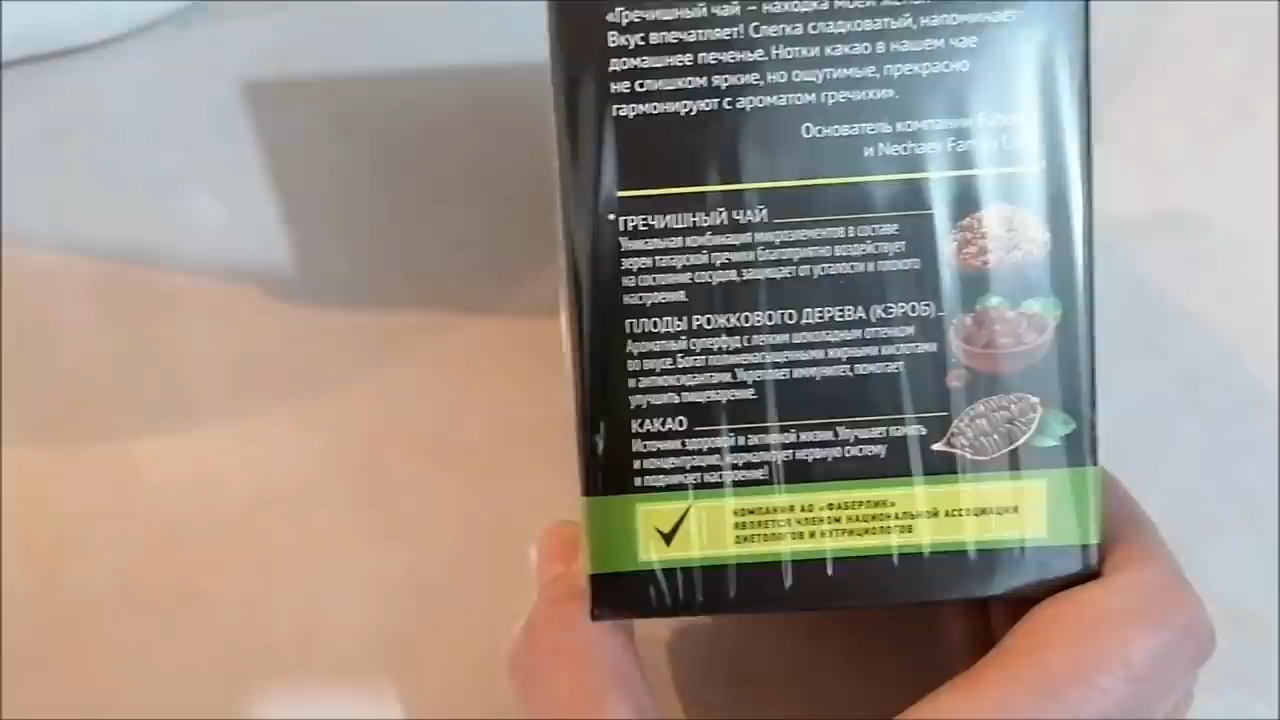 «Гречишный чай – находка моей
Вкус впечатляет! Слегка сладковатый, напоминает
домашнее печенье. Нотки какао в нашем чае
не слишком яркие, но ощутимые, прекрасно
гармонируют с ароматом гречихи».
Основатель компании
и Nechaev
ГРЕЧИШНЫЙ ЧАЙ
Уникальная комбинация микроэлементов в составе
зерен татарской гречихи благоприятно воздействует
на состояние сосудов, защищает от усталости и плохого
настроения.
ПЛОДЫ РОЖКОВОГО ДЕРЕВА (КЭРОБ)
Ароматный суперфуд с легким шоколадным оттенком
во вкусе. Богат полиненасыщенными жирными кислотами
и антиоксидантами. Укрепляет иммунитет, помогает
улучшить пищеварение.
КАКАО
Источник здоровой и активной жизни. Улучшает память
и концентрацию, нормализует нервную систему
и поднимает настроение!
КОМПАНИЯ АО «ФАБЕРЛИК»
ЯВЛЯЕТСЯ ЧЛЕНОМ НАЦИОНАЛЬНОЙ АССОЦИАЦИИ
ДИЕТОЛОГОВ И НУТРИЦИОЛОГОВ